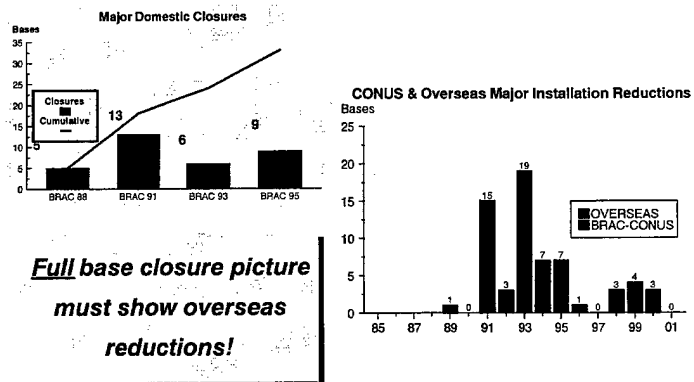 Major Domestic Closures
Bases
35
30
25
20
15
10
5
0
Closures
Cumulative
5
13
6
9
BRAC 88 BRAC 91 BRAC 93 BRAC 95
Full base closure picture
must show overseas
reductions!
CONUS & Overseas Major Installation Reductions
Bases
25
20
15
10
5
0
1 0 15 3 19 7 7 1 0 3 4 3 0
OVERSEAS
BRAC-CONUS
85 87 89 91 93 95 97 99 01